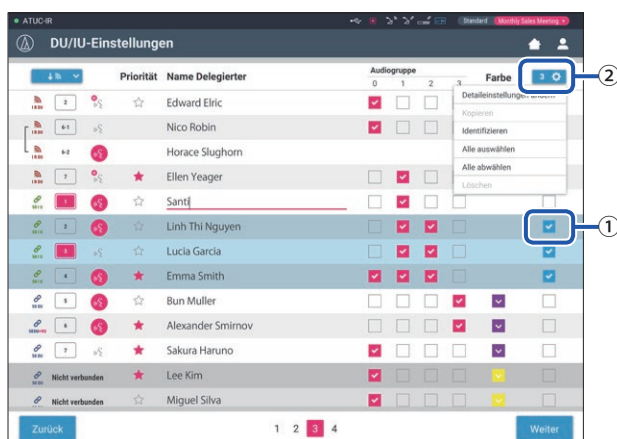 ATUC-IR Standard Monthly Sales Meeting
DU/IU-Einstellungen
Priorität Name Delegierter Audiogruppe Farbe 3
0 1 2 3
②
Detaileinstellungen ändern
Kopieren
Identifizieren
Alle auswählen
Alle abwählen
Löschen
2 Edward Elric
6-1 Nico Robin
6-2 Horace Slughorn
7 Ellen Yeager
1 Santi
2 Linh Thi Nguyen
①
3 Lucia Garcia
4 Emma Smith
5 Bun Muller
6 Alexander Smirnov
7 Sakura Haruno
Nicht verbunden Lee Kim
Nicht verbunden Miguel Silva
Zurück 1 2 3 4 Weiter